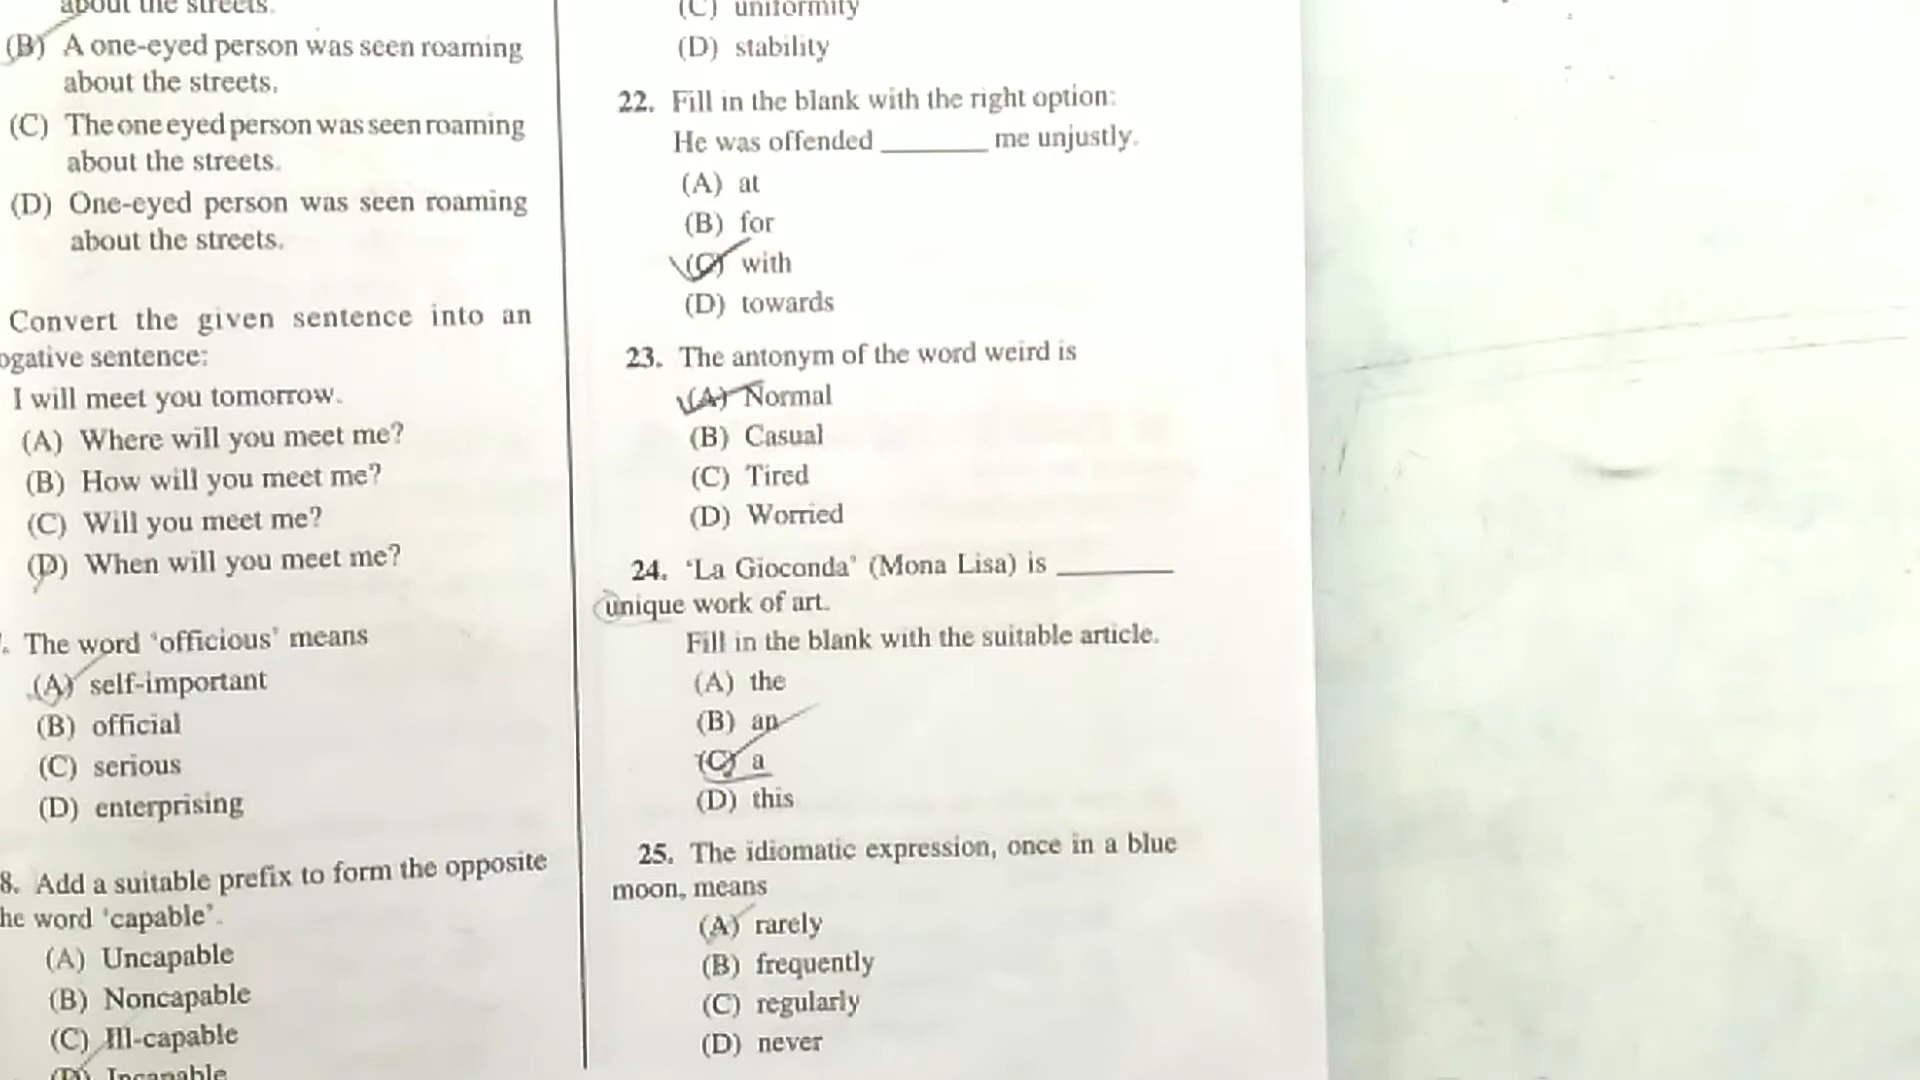 about the streets.
(B) A one-eyed person was seen roaming
about the streets.
(C) The one eyed person was seen roaming
about the streets.
(D) One-eyed person was seen roaming
about the streets.
Convert the given sentence into an
ogative sentence:
I will meet you tomorrow.
(A) Where will you meet me?
(B) How will you meet me?
(C) Will you meet me?
(D) When will you meet me?
. The word ‘officious’ means
(A) self-important
(B) official
(C) serious
(D) enterprising
8. Add a suitable prefix to form the opposite
he word ‘capable’.
(A) Uncapable
(B) Noncapable
(C) Ill-capable
(D) Incapable
(C) uniformity
(D) stability
22. Fill in the blank with the right option:
He was offended ________ me unjustly.
(A) at
(B) for
(C) with
(D) towards
23. The antonym of the word weird is
(A) Normal
(B) Casual
(C) Tired
(D) Worried
24. ‘La Gioconda’ (Mona Lisa) is ________
unique work of art.
Fill in the blank with the suitable article.
(A) the
(B) an
(C) a
(D) this
25. The idiomatic expression, once in a blue
moon, means
(A) rarely
(B) frequently
(C) regularly
(D) never